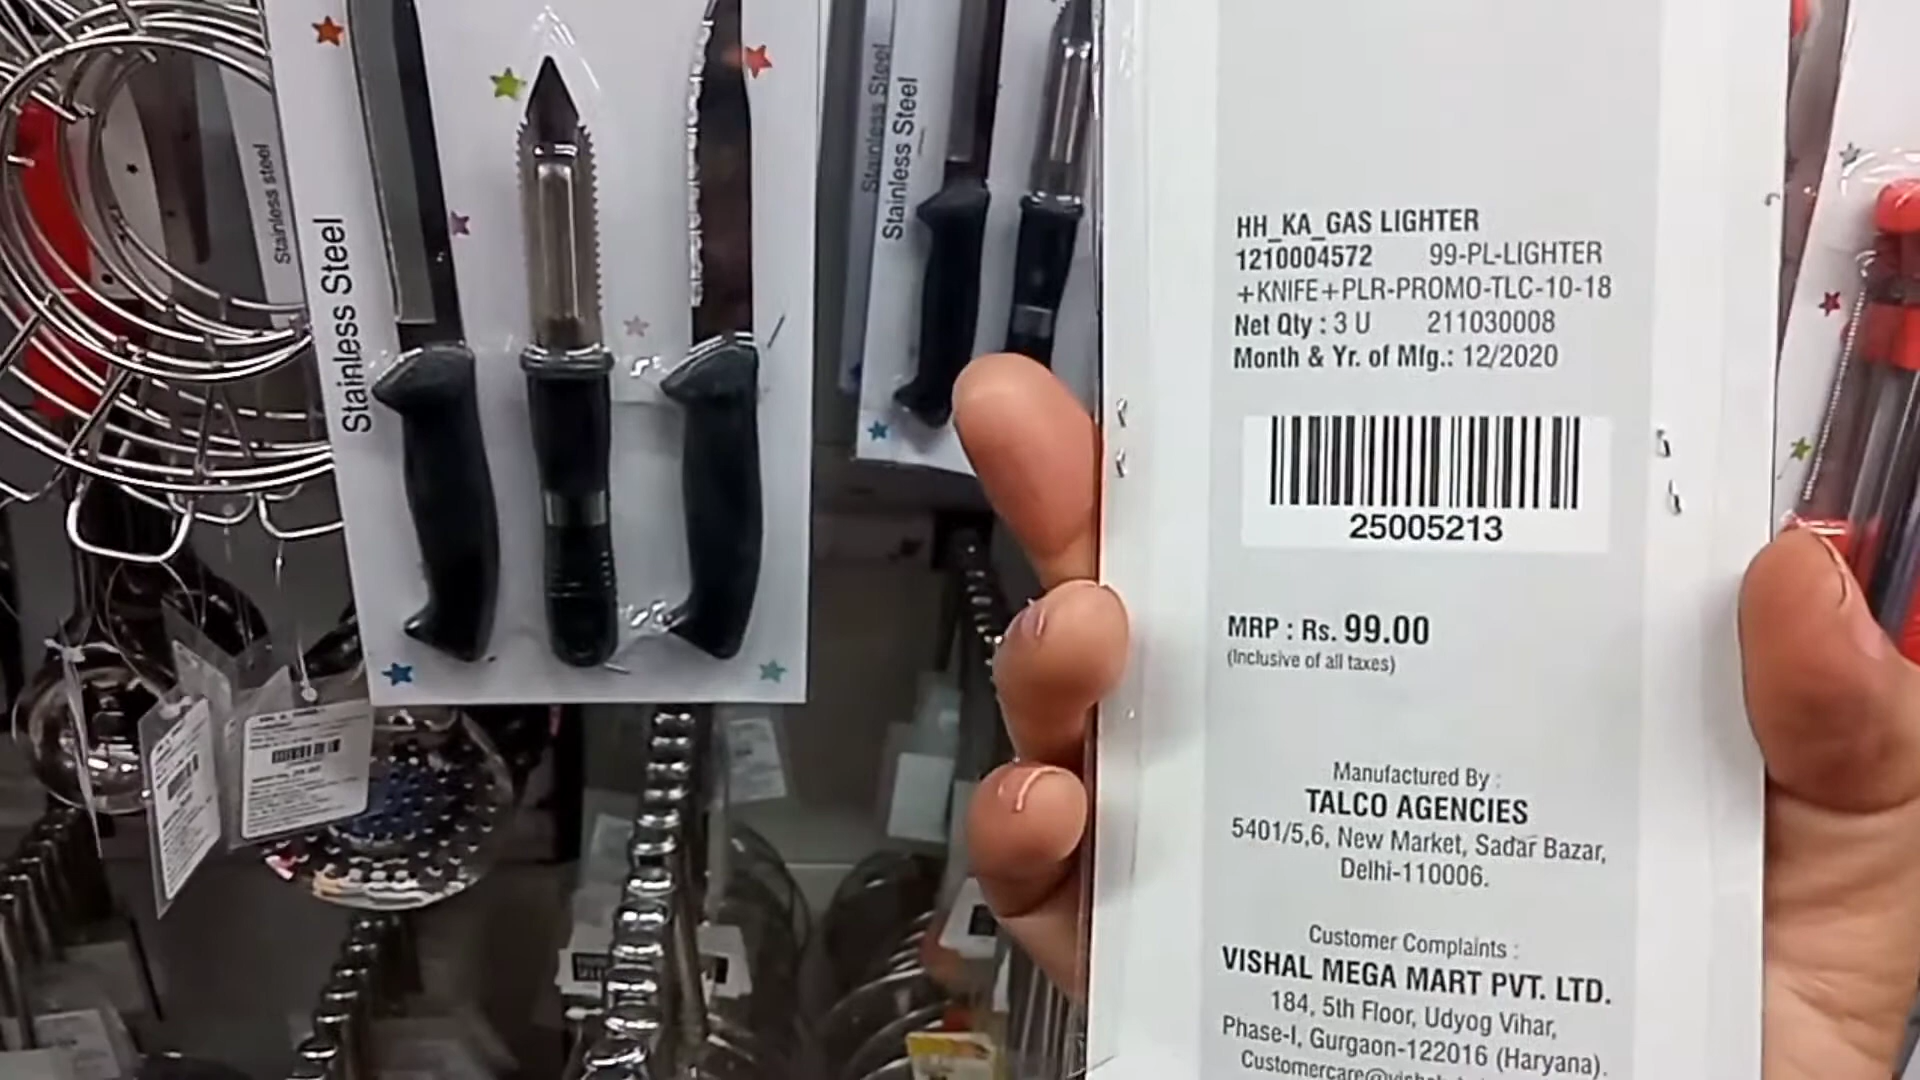 Stainless steel
Stainless Steel
Stainless Steel
Stainless Steel
HH_KA_GAS LIGHTER
1210004572 99-PL-LIGHTER
+KNIFE+PLR-PROMO-TLC-10-18
Net Qty : 3 U 211030008
Month & Yr. of Mfg.: 12/2020
25005213
MRP : Rs. 99.00
(Inclusive of all taxes)
Manufactured By :
TALCO AGENCIES
5401/5,6, New Market, Sadar Bazar,
Delhi-110006.
Customer Complaints :
VISHAL MEGA MART PVT. LTD.
184, 5th Floor, Udyog Vihar,
Phase-I, Gurgaon-122016 (Haryana).